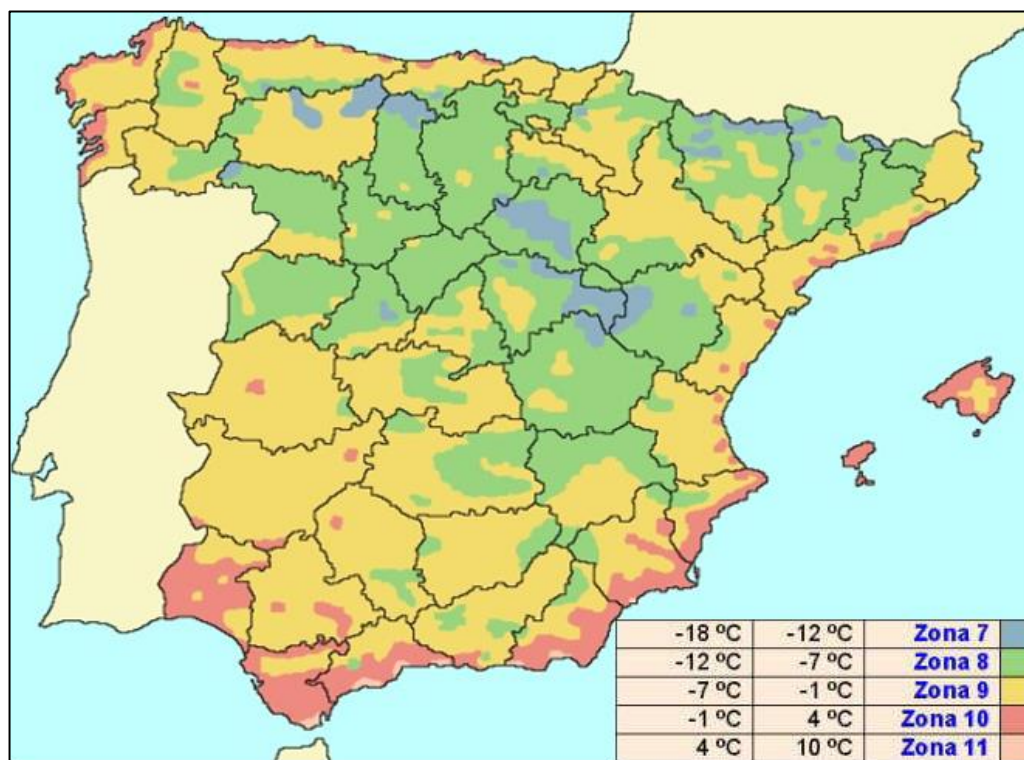 -18 ºC -12 ºC Zona 7
-12 ºC -7 ºC Zona 8
-7 ºC -1 ºC Zona 9
-1 ºC 4 ºC Zona 10
4 ºC 10 ºC Zona 11